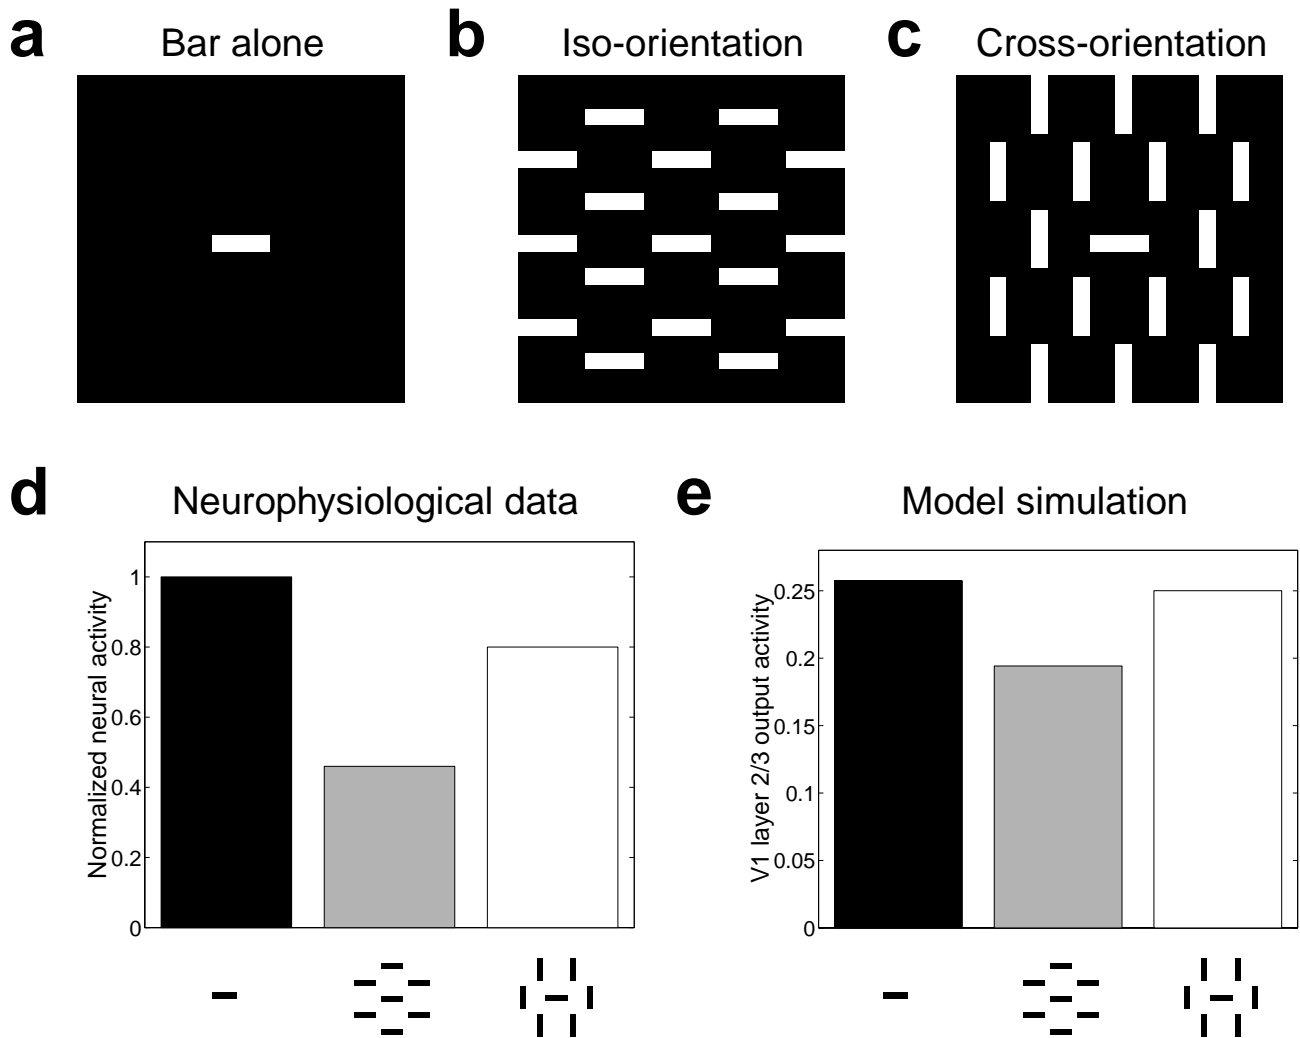 a Bar alone
b Iso-orientation
c Cross-orientation
d Neurophysiological data
Normalized neural activity
1
0.8
0.6
0.4
0.2
0
e Model simulation
V1 layer 2/3 output activity
0.25
0.2
0.15
0.1
0.05
0